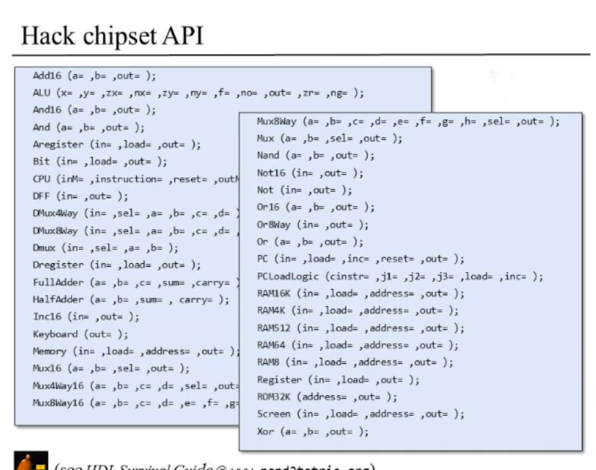 Hack chipset API
Add16 (a= ,b= ,out= );
ALU (x= ,y= ,zx= ,nx= ,zy= ,ny= ,f= ,no= ,out= ,zr= ,ng= );
And16 (a= ,b= ,out= );
And (a= ,b= ,out= );
Aregister (in= ,load= ,out= );
Bit (in= ,load= ,out= );
CPU (inM= ,instruction= ,reset= ,outM
DFF (in= ,out= );
DMux4Way (in= ,sel= ,a= ,b= ,c= ,d= )
DMux8Way (in= ,sel= ,a= ,b= ,c= ,d= ,
Dmux (in= ,sel= ,a= ,b= );
Dregister (in= ,load= ,out= );
FullAdder (a= ,b= ,c= ,sum= ,carry= )
HalfAdder (a= ,b= ,sum= , carry= );
Inc16 (in= ,out= );
Keyboard (out= );
Memory (in= ,load= ,address= ,out= );
Mux16 (a= ,b= ,sel= ,out= );
Mux4Way16 (a= ,b= ,c= ,d= ,sel= ,out=
Mux8Way16 (a= ,b= ,c= ,d= ,e= ,f= ,g=
Mux8Way (a= ,b= ,c= ,d= ,e= ,f= ,g= ,h= ,sel= ,out= );
Mux (a= ,b= ,sel= ,out= );
Nand (a= ,b= ,out= );
Not16 (in= ,out= );
Not (in= ,out= );
Or16 (a= ,b= ,out= );
Or8Way (in= ,out= );
Or (a= ,b= ,out= );
PC (in= ,load= ,inc= ,reset= ,out= );
PCLoadLogic (cinstr= ,j1= ,j2= ,j3= ,load= ,inc= );
RAM16K (in= ,load= ,address= ,out= );
RAM4K (in= ,load= ,address= ,out= );
RAM512 (in= ,load= ,address= ,out= );
RAM64 (in= ,load= ,address= ,out= );
RAM8 (in= ,load= ,address= ,out= );
Register (in= ,load= ,out= );
ROM32K (address= ,out= );
Screen (in= ,load= ,address= ,out= );
Xor (a= ,b= ,out= );
(see HDL Survival Guide @ www.nand2tetris.org)